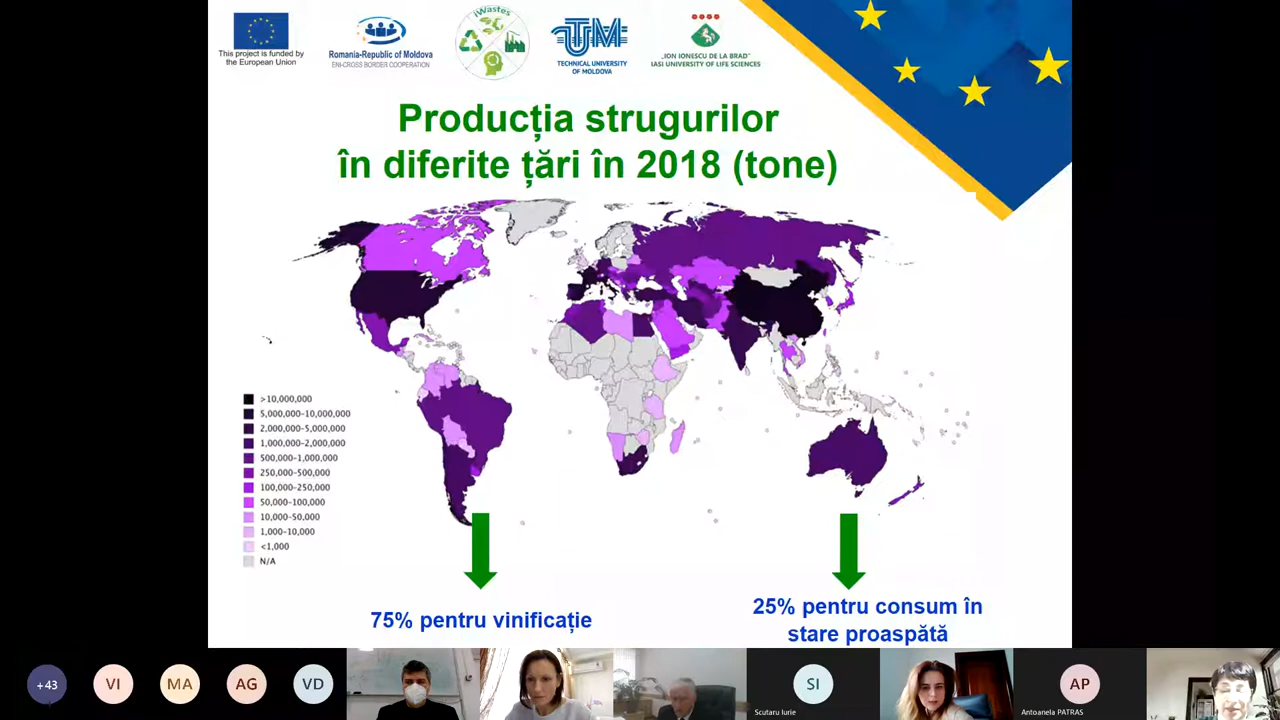 This project is funded by
the European Union
Romania-Republic of Moldova
ENI-CROSS BORDER COOPERATION
iWastes
UTM
TECHNICAL UNIVERSITY
OF MOLDOVA
„ION IONESCU DE LA BRAD”
IASI UNIVERSITY OF LIFE SCIENCES
Producția strugurilor
în diferite țări în 2018 (tone)
>10,000,000
5,000,000-10,000,000
2,000,000-5,000,000
1,000,000-2,000,000
500,000-1,000,000
250,000-500,000
100,000-250,000
50,000-100,000
10,000-50,000
1,000-10,000
<1,000
N/A
75% pentru vinificație
25% pentru consum în
stare proaspătă
+43
VI
MA
AG
VD
SI
Scutaru Iurie
AP
Antoanela PATRAS